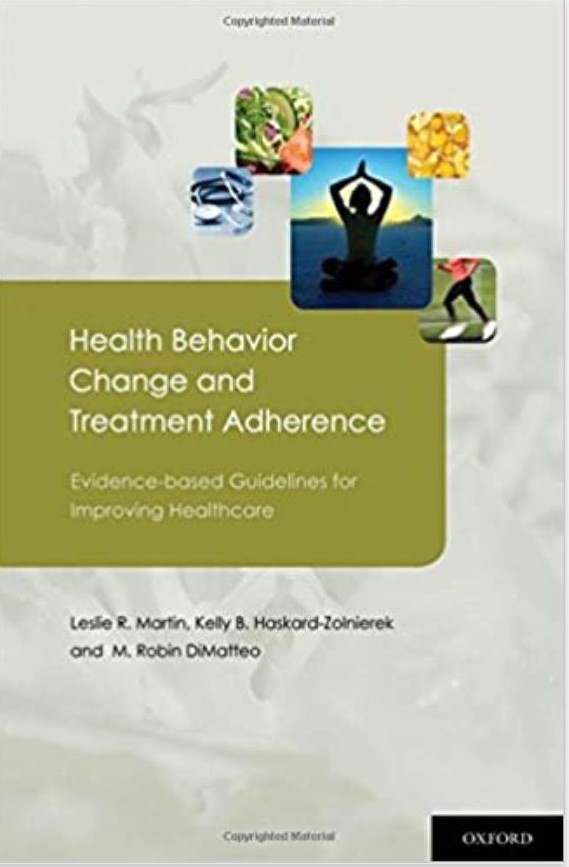 Copyrighted Material
Health Behavior
Change and
Treatment Adherence
Evidence-based Guidelines for
Improving Healthcare
Leslie R. Martin, Kelly B. Haskard-Zolnierek
and M. Robin DiMatteo
OXFORD
Copyrighted Material